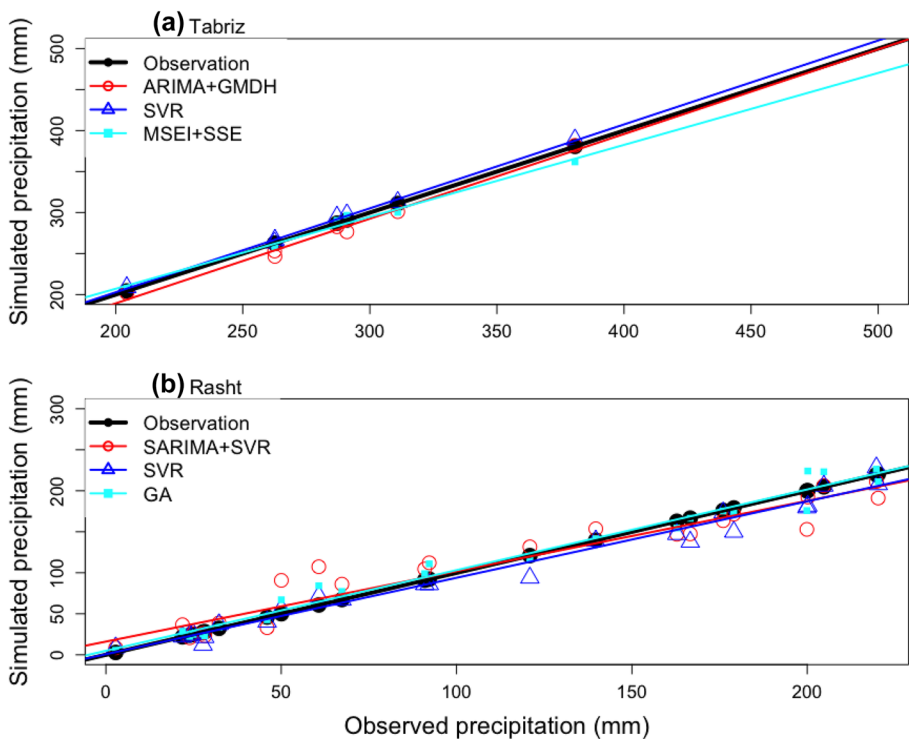 (a) Tabriz
Simulated precipitation (mm)
500
400
300
200
Observation
ARIMA+GMDH
SVR
MSEI+SSE
200 250 300 350 400 450 500
(b) Rasht
Simulated precipitation (mm)
300
200
100
50
0
Observation
SARIMA+SVR
SVR
GA
0 50 100 150 200
Observed precipitation (mm)